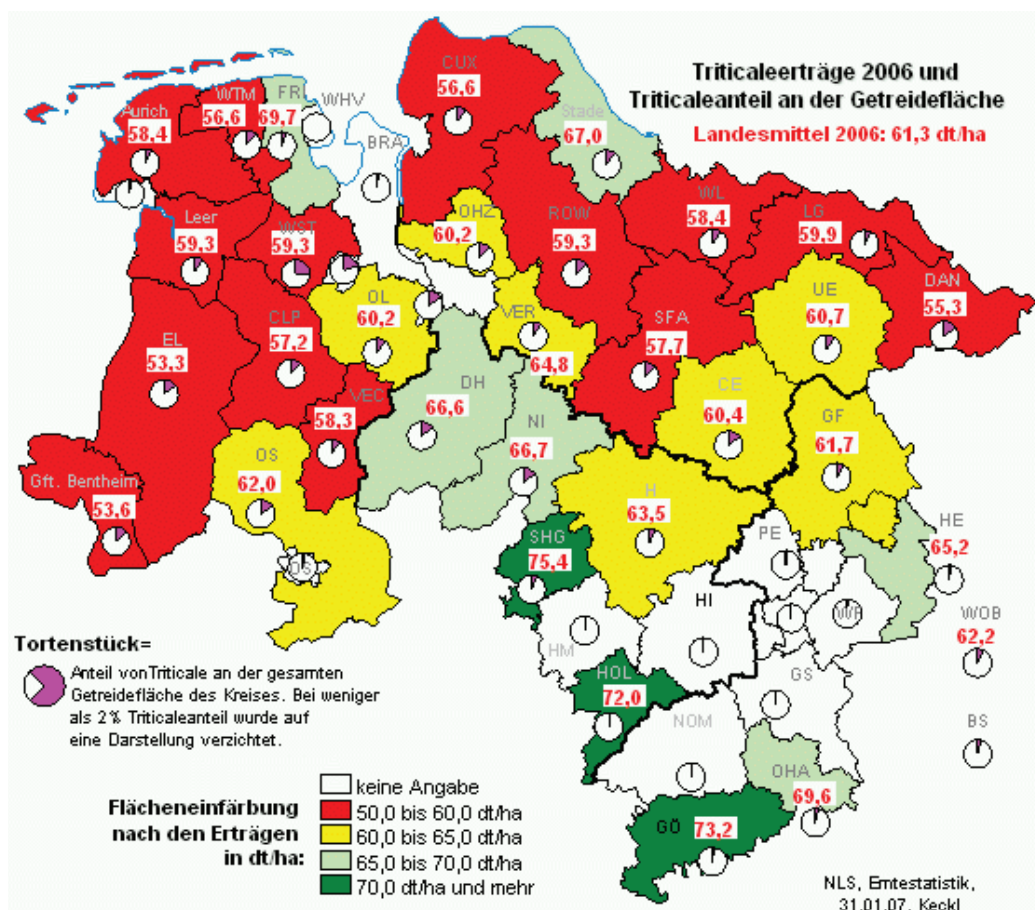 Triticaleerträge 2006 und
Triticaleanteil an der Getreidefläche
Landesmittel 2006: 61,3 dt/ha
CUX
56,6
Stade
67,0
Aurich
58,4
WTM
56,6
FR
69,7
WHV
BRA
Leer
59,3
WST
59,3
OHZ
60,2
ROW
59,3
WL
58,4
LG
59,9
DAN
55,3
UE
60,7
EL
53,3
CLP
57,2
OL
60,2
VER
64,8
SFA
57,7
VEC
58,3
DH
66,6
NI
66,7
CE
60,4
GF
61,7
OS
62,0
Gft. Bentheim
53,6
OS
H
63,5
SHG
75,4
PE
HE
65,2
HI
HM
WF
WOB
62,2
HOL
72,0
GS
NOM
BS
OHA
69,6
GÖ
73,2
Tortenstück=
Anteil vonTriticale an der gesamten
Getreidefläche des Kreises. Bei weniger
als 2% Triticaleanteil wurde auf
eine Darstellung verzichtet.
Flächeneinfärbung
nach den Erträgen
in dt/ha:
keine Angabe
50,0 bis 60,0 dt/ha
60,0 bis 65,0 dt/ha
65,0 bis 70,0 dt/ha
70,0 dt/ha und mehr
NLS, Erntestatistik,
31.01.07, Keckl